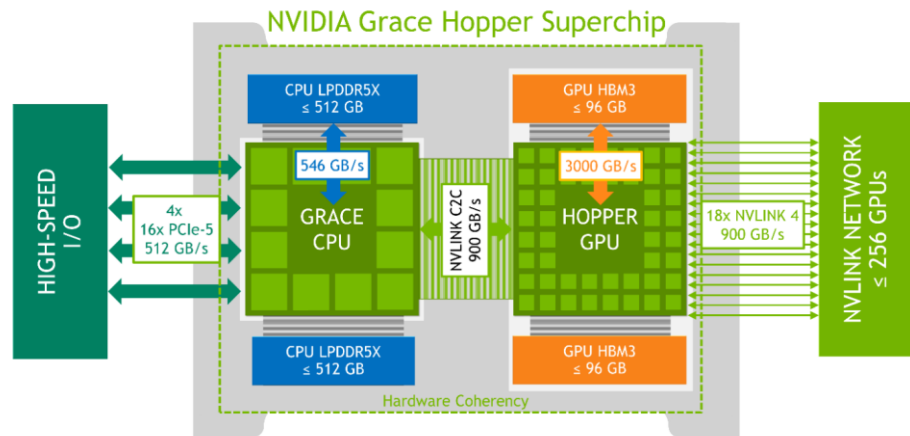 NVIDIA Grace Hopper Superchip
HIGH-SPEED
I/O
4x
16x PCIe-5
512 GB/s
CPU LPDDR5X
≤ 512 GB
546 GB/s
GRACE
CPU
CPU LPDDR5X
≤ 512 GB
NVLINK C2C
900 GB/s
GPU HBM3
≤ 96 GB
3000 GB/s
HOPPER
GPU
GPU HBM3
≤ 96 GB
18x NVLINK 4
900 GB/s
NVLINK NETWORK
≤ 256 GPUs
Hardware Coherency